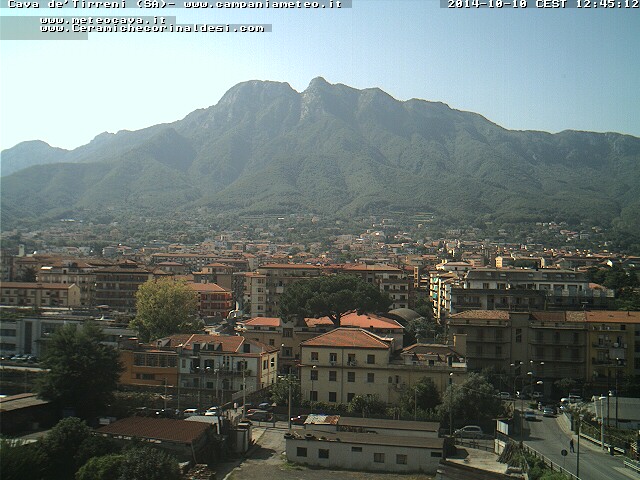 Cava de'Tirreni (SA)- www.campaniameteo.it
2014-10-10 CEST 12:45:12
www.meteocava.it
www.Ceramichecorinaldesi.com